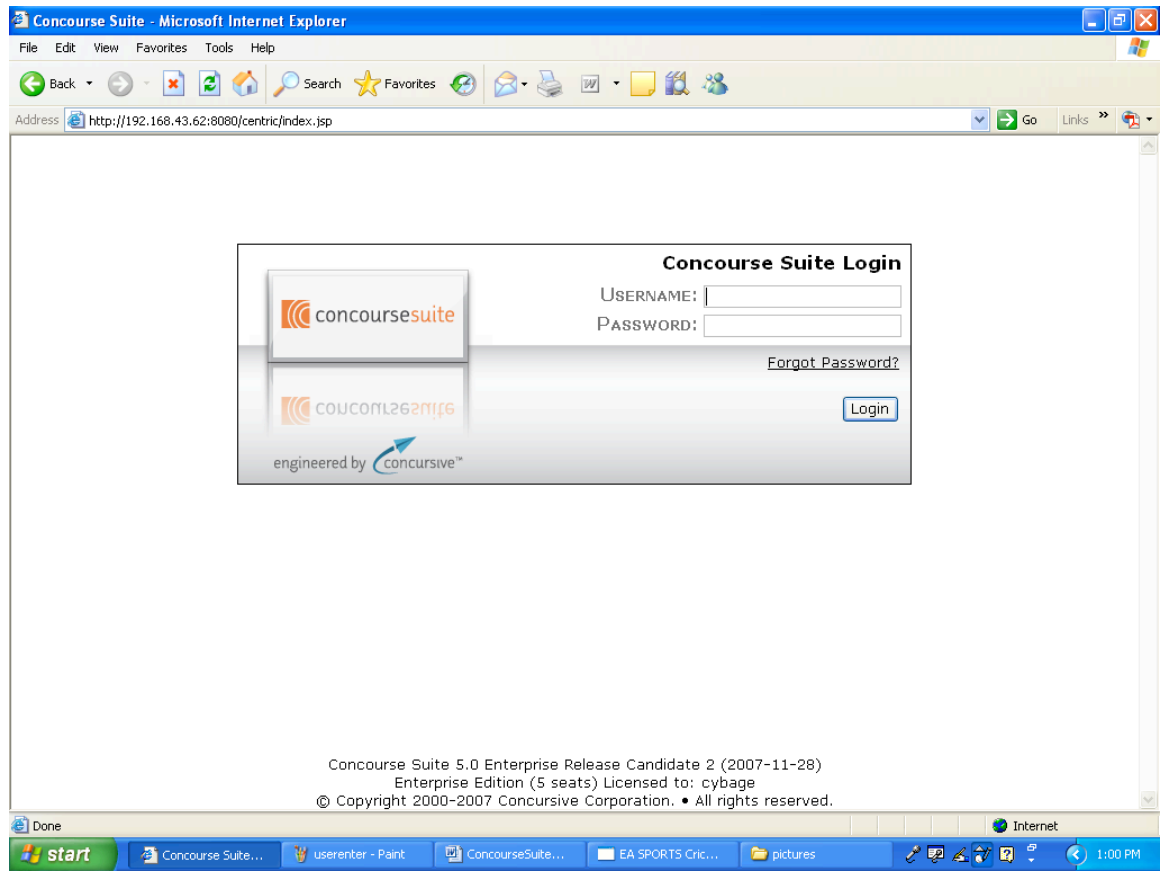 Concourse Suite - Microsoft Internet Explorer
File Edit View Favorites Tools Help
Back Search Favorites
Address http://192.168.43.62:8080/centric/index.jsp Go Links »
Concourse Suite Login
USERNAME:
PASSWORD:
concoursesuite
Forgot Password?
concoursesuite
Login
engineered by concursive™
Concourse Suite 5.0 Enterprise Release Candidate 2 (2007-11-28)
Enterprise Edition (5 seats) Licensed to: cybage
© Copyright 2000-2007 Concursive Corporation. • All rights reserved.
Done Internet
start Concourse Suite... userenter - Paint ConcourseSuite... EA SPORTS Cric... pictures 1:00 PM